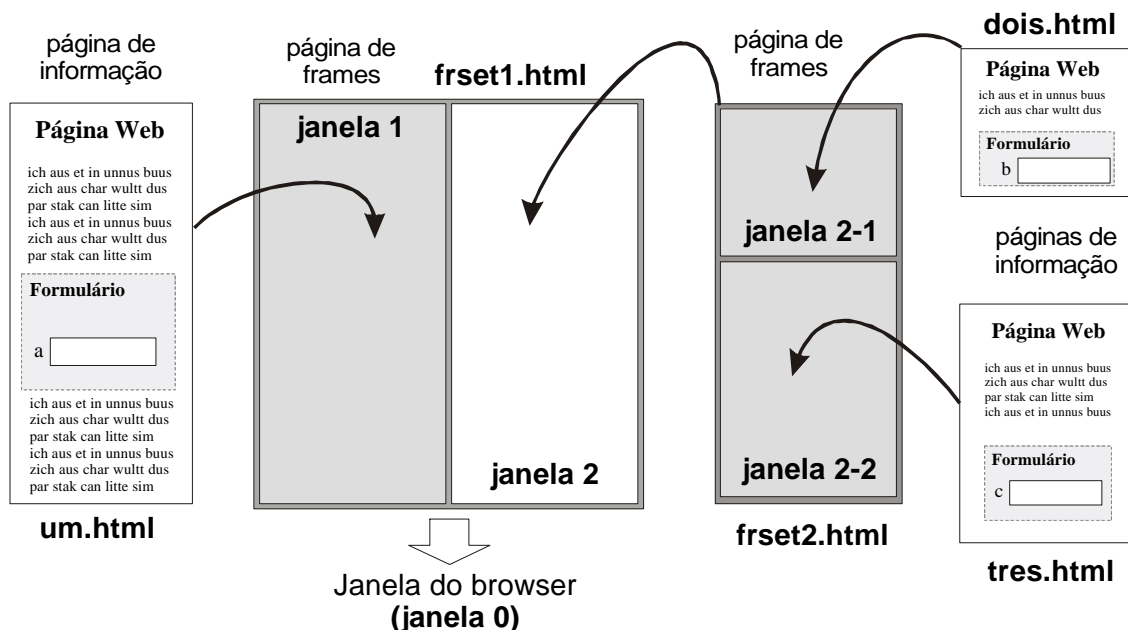 página de
informação
Página Web
ich aus et in unnus buus
zich aus char wultt dus
par stak can litte sim
ich aus et in unnus buus
zich aus char wultt dus
par stak can litte sim
Formulário
a
ich aus et in unnus buus
zich aus char wultt dus
par stak can litte sim
ich aus et in unnus buus
zich aus char wultt dus
par stak can litte sim
um.html
página de
frames
frset1.html
janela 1
janela 2
Janela do browser
(janela 0)
página de
frames
janela 2-1
janela 2-2
frset2.html
dois.html
Página Web
ich aus et in unnus buus
zich aus char wultt dus
Formulário
b
páginas de
informação
Página Web
ich aus et in unnus buus
zich aus char wultt dus
par stak can litte sim
ich aus et in unnus buus
Formulário
c
tres.html